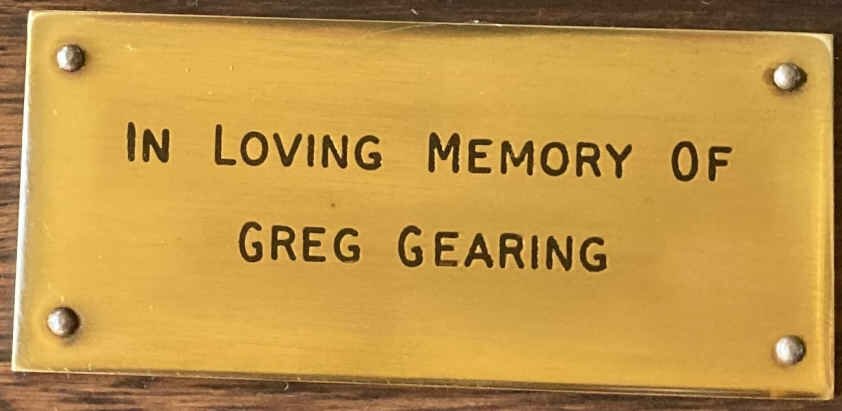 IN LOVING MEMORY OF
GREG GEARING